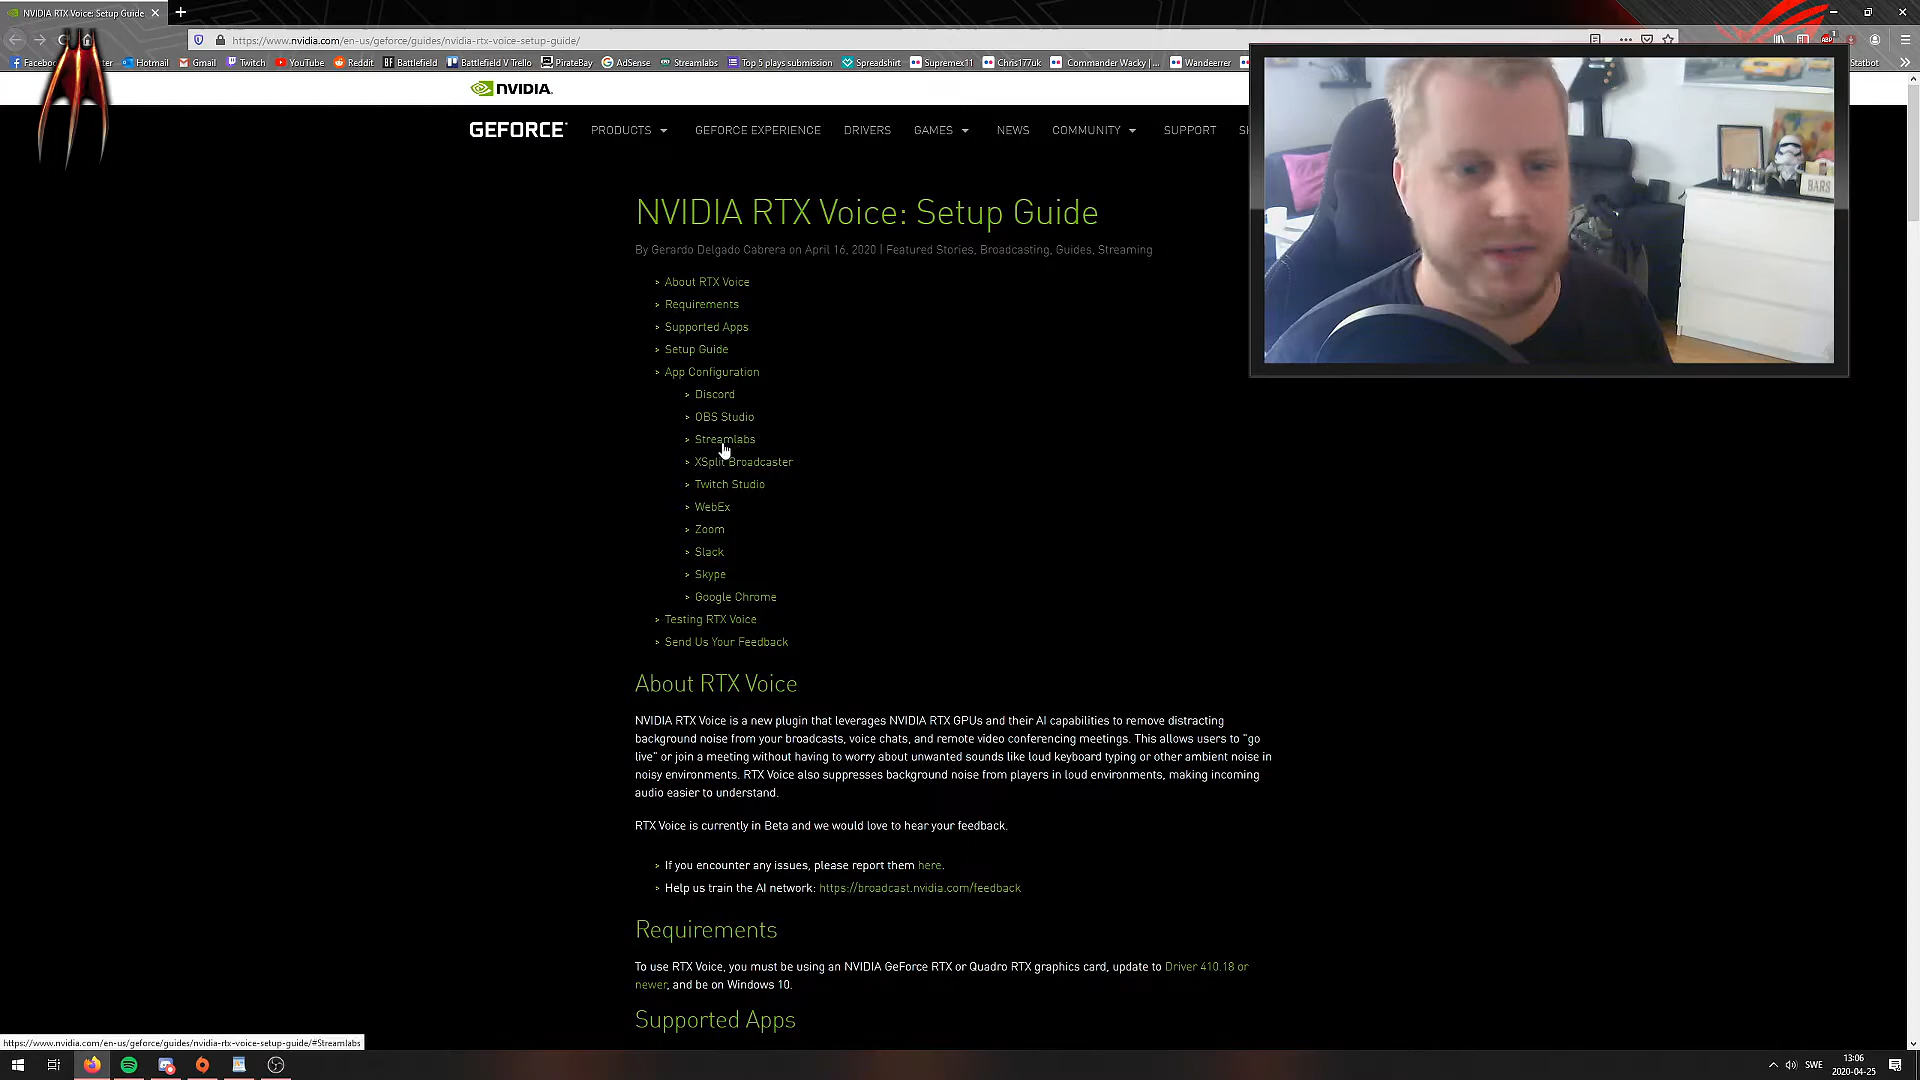 NVIDIA RTX Voice: Setup Guide
https://www.nvidia.com/en-us/geforce/guides/nvidia-rtx-voice-setup-guide/
Hotmail Gmail Twitch YouTube Reddit Battlefield Battlefield V Trello PirateBay AdSense Streamlabs Top 5 plays submission Spreadshirt Supremex11 Chris177uk Commander Wacky ... Wandeerrer Statbot
NVIDIA.
GEFORCE PRODUCTS GEFORCE EXPERIENCE DRIVERS GAMES NEWS COMMUNITY SUPPORT
BARS
NVIDIA RTX Voice: Setup Guide
By Gerardo Delgado Cabrera on April 16, 2020 | Featured Stories, Broadcasting, Guides, Streaming
About RTX Voice
Requirements
Supported Apps
Setup Guide
App Configuration
Discord
OBS Studio
Streamlabs
XSplit Broadcaster
Twitch Studio
WebEx
Zoom
Slack
Skype
Google Chrome
Testing RTX Voice
Send Us Your Feedback
About RTX Voice
NVIDIA RTX Voice is a new plugin that leverages NVIDIA RTX GPUs and their AI capabilities to remove distracting
background noise from your broadcasts, voice chats, and remote video conferencing meetings. This allows users to "go
live" or join a meeting without having to worry about unwanted sounds like loud keyboard typing or other ambient noise in
noisy environments. RTX Voice also suppresses background noise from players in loud environments, making incoming
audio easier to understand.
RTX Voice is currently in Beta and we would love to hear your feedback.
If you encounter any issues, please report them here.
Help us train the AI network: https://broadcast.nvidia.com/feedback
Requirements
To use RTX Voice, you must be using an NVIDIA GeForce RTX or Quadro RTX graphics card, update to Driver 410.18 or
newer, and be on Windows 10.
Supported Apps
https://www.nvidia.com/en-us/geforce/guides/nvidia-rtx-voice-setup-guide/#Streamlabs
SWE
13:06
2020-04-25